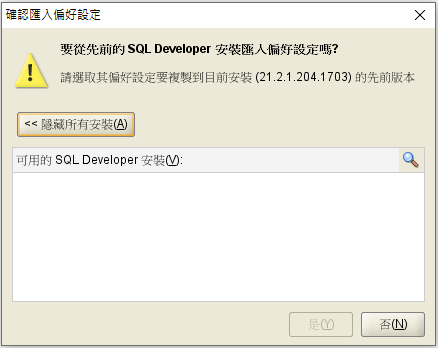 確認匯入偏好設定
要從先前的 SQL Developer 安裝匯入偏好設定嗎?
請選取其偏好設定要複製到目前安裝 (21.2.1.204.1703) 的先前版本
<< 隱藏所有安裝(A)
可用的 SQL Developer 安裝(V):
是(Y)
否(N)